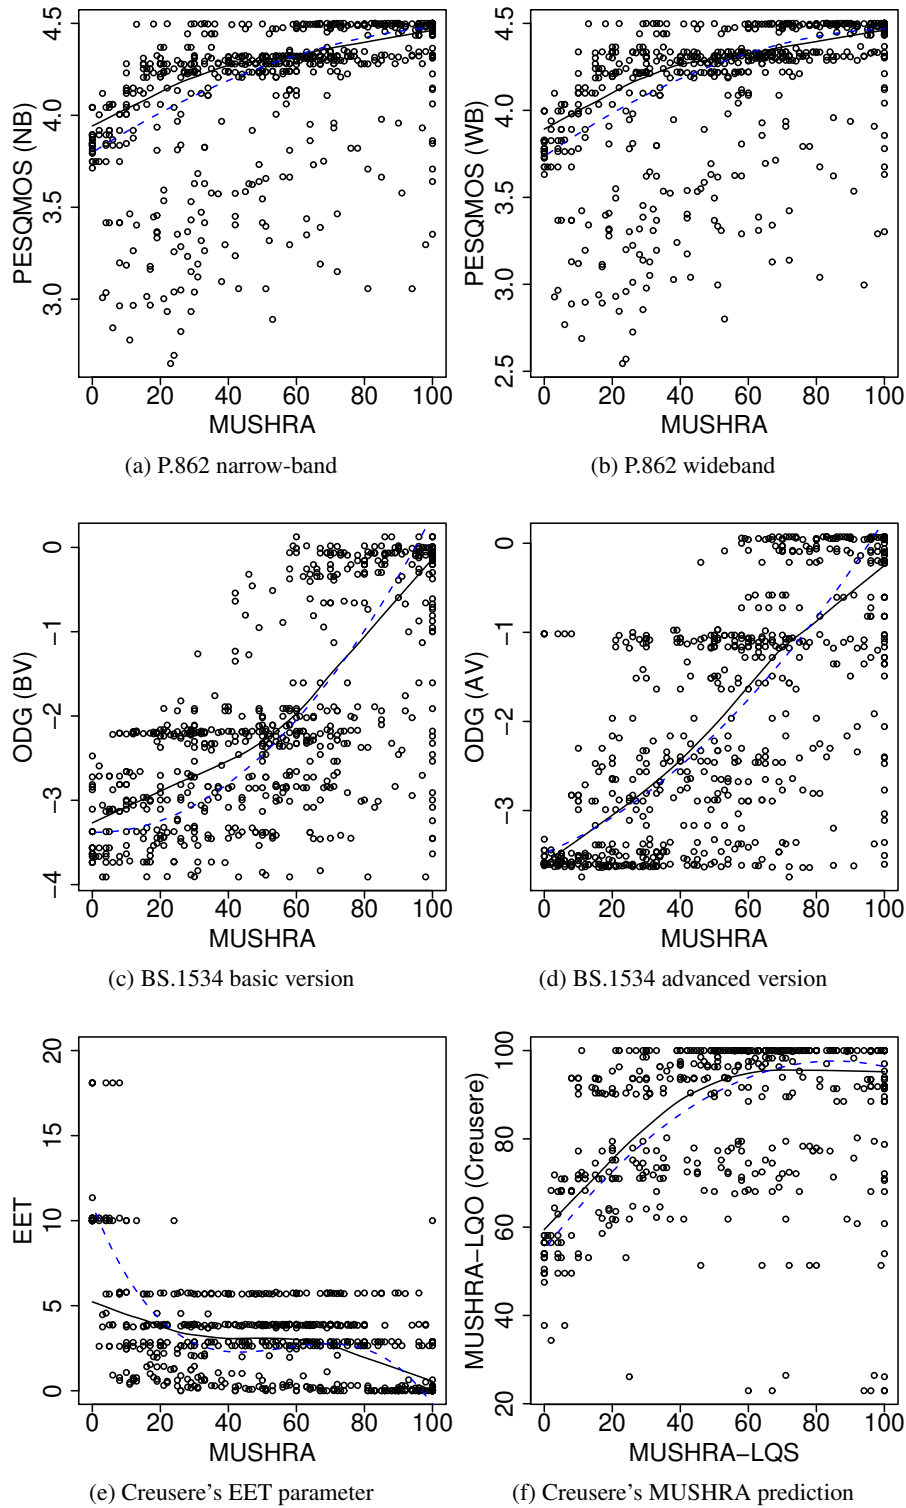 4.5
4.0
3.5
3.0
PESQMOS (NB)
0 20 40 60 80 100
MUSHRA
(a) P.862 narrow-band
4.5
4.0
3.5
3.0
2.5
PESQMOS (WB)
0 20 40 60 80 100
MUSHRA
(b) P.862 wideband
0
−1
−2
−3
−4
ODG (BV)
0 20 40 60 80 100
MUSHRA
(c) BS.1534 basic version
0
−1
−2
−3
ODG (AV)
0 20 40 60 80 100
MUSHRA
(d) BS.1534 advanced version
20
15
10
5
0
EET
0 20 40 60 80 100
MUSHRA
(e) Creusere's EET parameter
100
80
60
40
20
MUSHRA−LQO (Creusere)
0 20 40 60 80 100
MUSHRA−LQS
(f) Creusere's MUSHRA prediction